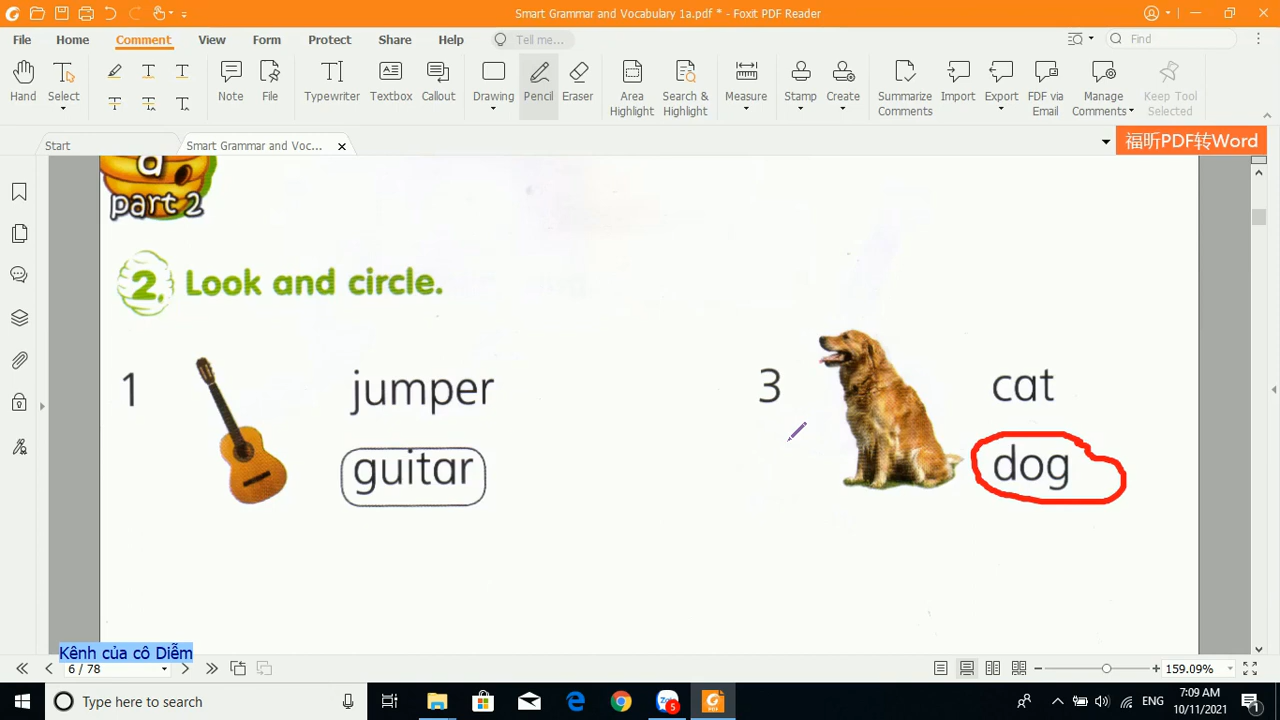 Smart Grammar and Vocabulary 1a.pdf * - Foxit PDF Reader
File Home Comment View Form Protect Share Help Tell me... Find
Hand Select Note File Typewriter Textbox Callout Drawing Pencil Eraser Area Highlight Search & Highlight Measure Stamp Create Summarize Comments Import Export PDF via Email Manage Comments Keep Tool Selected
Start Smart Grammar and Voc... 福昕PDF转Word
a
part 2
2. Look and circle.
1 jumper 3 cat
guitar dog
Kênh của cô Diễm
6 / 78 159.09%
Type here to search Zalo 5 ENG 7:09 AM
10/11/2021 1